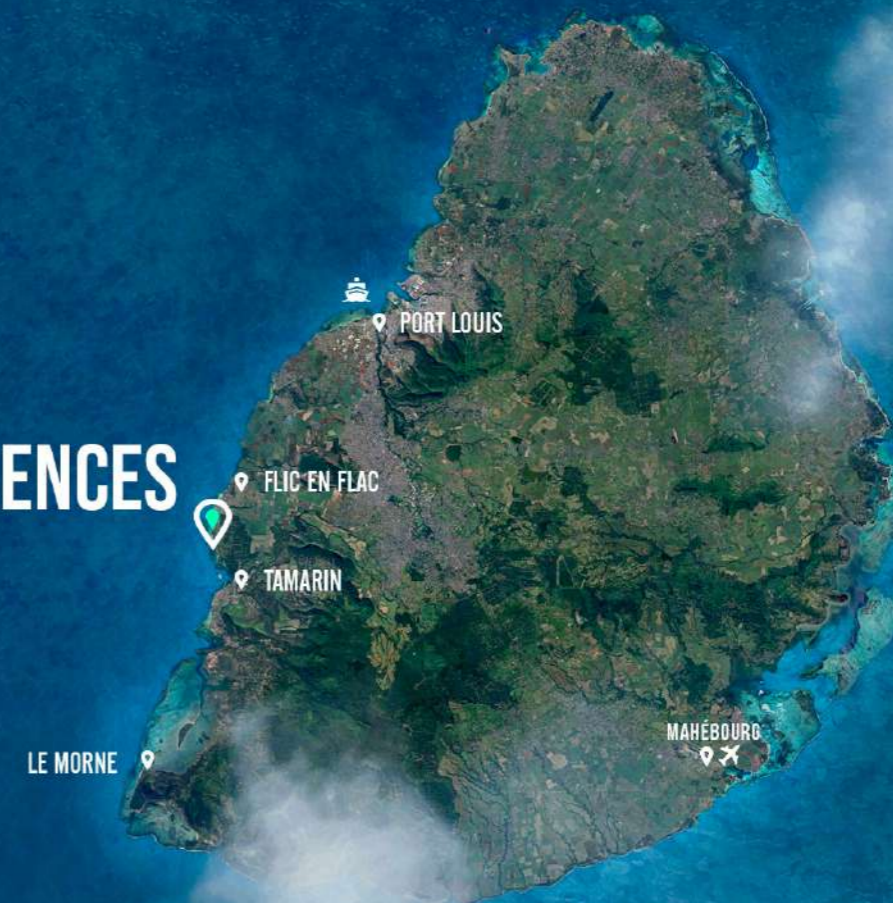 PORT LOUIS
ENCES
FLIC EN FLAC
TAMARIN
MAHÉBOURG
LE MORNE